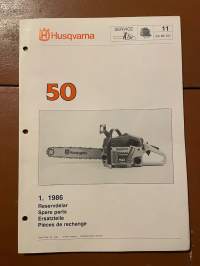 Husqvarna
SERVICE
11
50
1. 1986
Reservdelar
Spare parts
Ersatzteile
Pièces de rechange